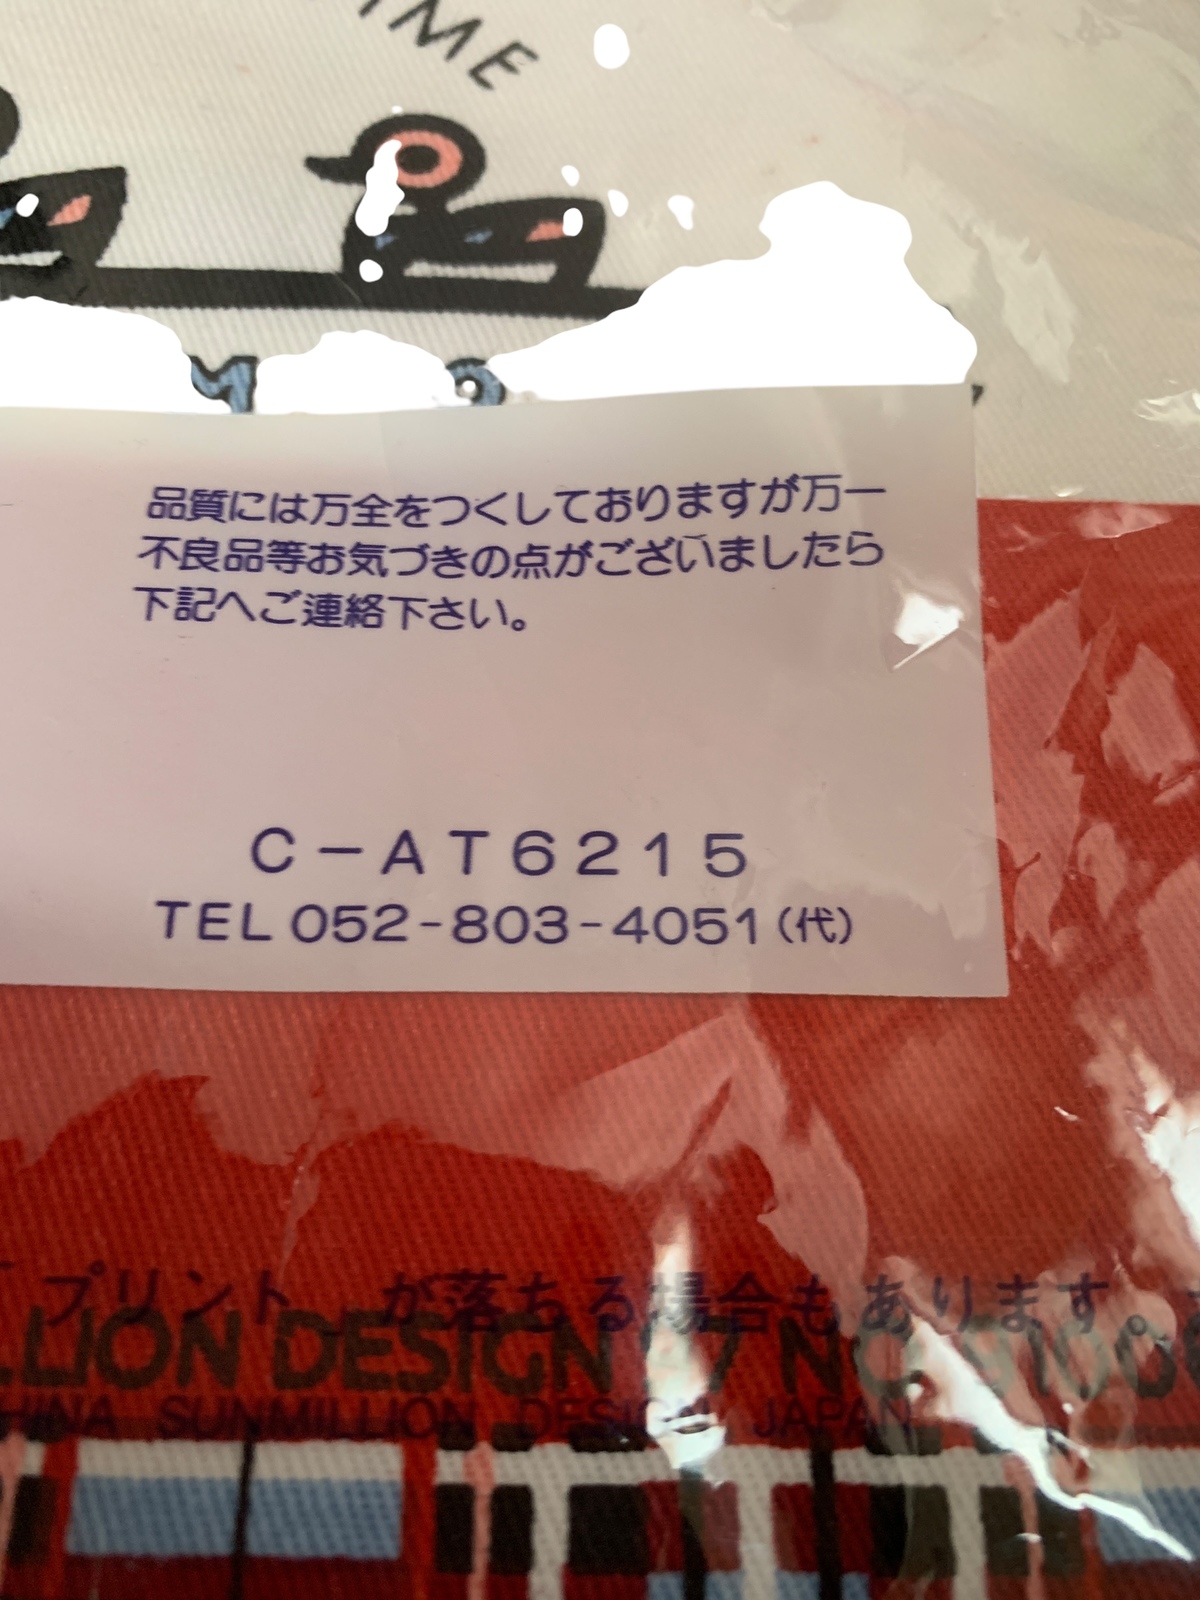 品質には万全をつくしておりますが万一
不良品等お気づきの点がございましたら
下記へご連絡下さい。
C－AT6215
TEL 052-803-4051(代)
プリント が落ちる場合もあります。
LLION DESIGN
SUNMILLION DESIGN JAPAN